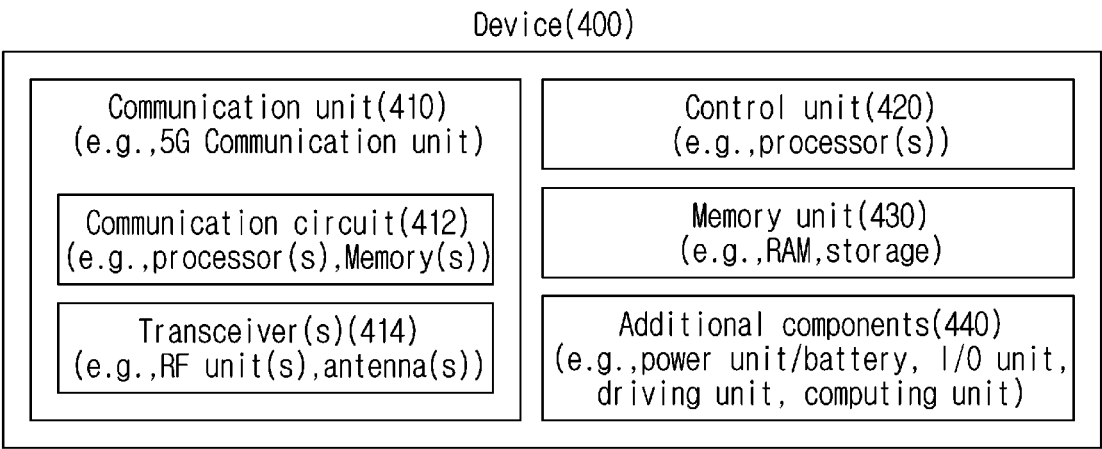 Device(400)
Communication unit(410)
(e.g.,5G Communication unit)
Communication circuit(412)
(e.g.,processor(s),Memory(s))
Transceiver(s)(414)
(e.g.,RF unit(s),antenna(s))
Control unit(420)
(e.g.,processor(s))
Memory unit(430)
(e.g.,RAM,storage)
Additional components(440)
(e.g.,power unit/battery, I/O unit,
driving unit, computing unit)